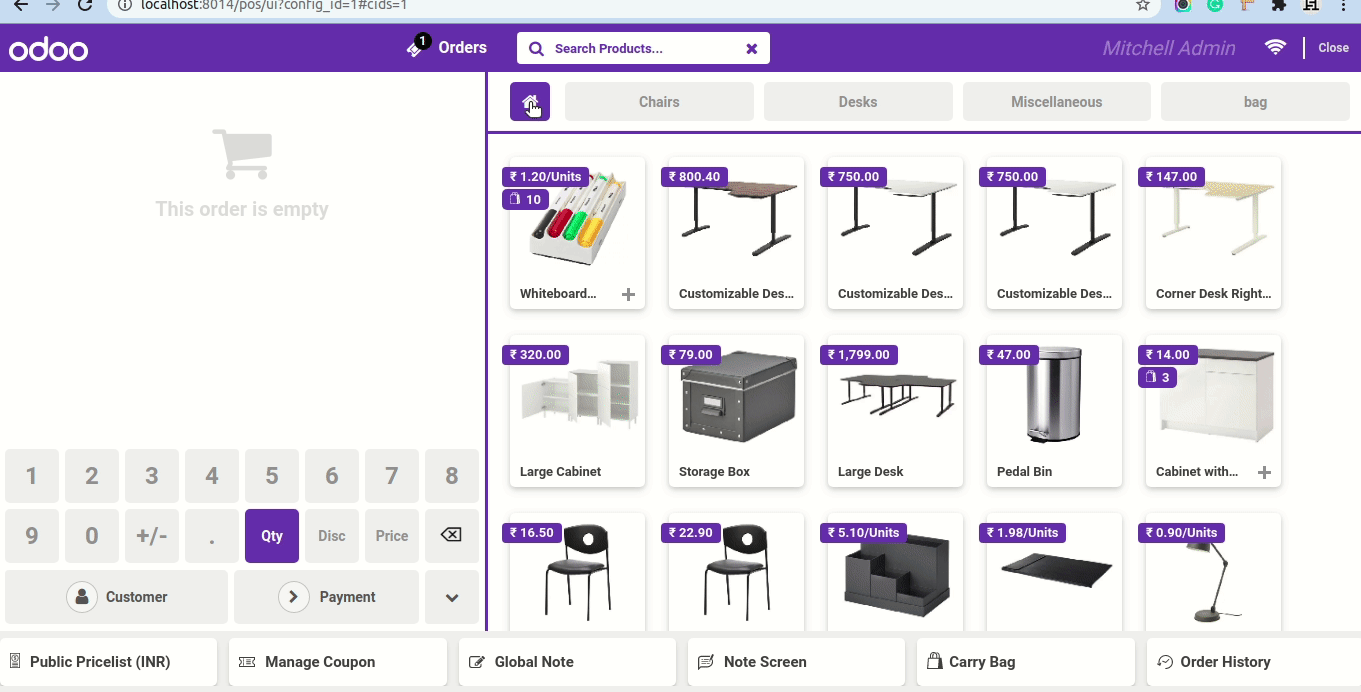 localhost:8014/pos/ui?config_id=1#cids=1
odoo
1
Orders
Search Products...
Mitchell Admin
Close
Chairs
Desks
Miscellaneous
bag
This order is empty
₹ 1.20/Units
10
Whiteboard...
₹ 800.40
Customizable Des...
₹ 750.00
Customizable Des...
₹ 750.00
Customizable Des...
₹ 147.00
Corner Desk Right...
₹ 320.00
Large Cabinet
₹ 79.00
Storage Box
₹ 1,799.00
Large Desk
₹ 47.00
Pedal Bin
₹ 14.00
3
Cabinet with...
₹ 16.50
₹ 22.90
₹ 5.10/Units
₹ 1.98/Units
₹ 0.90/Units
1 2 3 4 5 6 7 8
9 0 +/- . Qty Disc Price
Customer
Payment
Public Pricelist (INR)
Manage Coupon
Global Note
Note Screen
Carry Bag
Order History